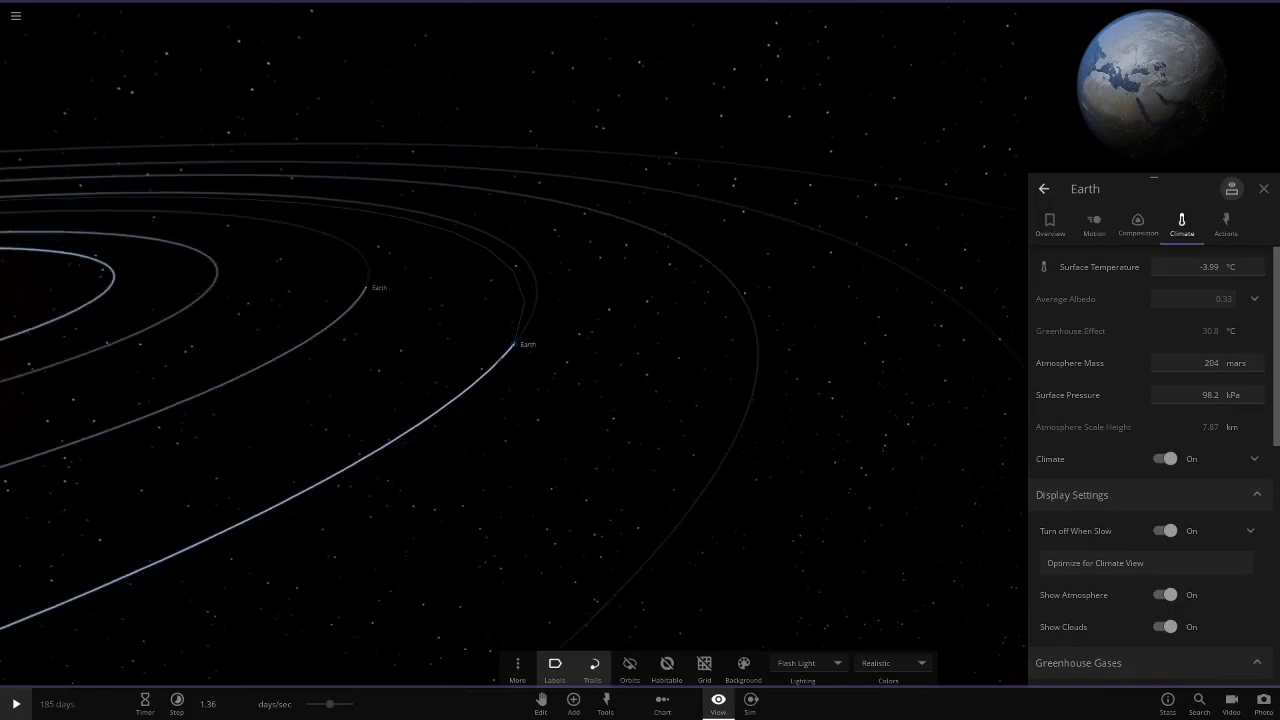 Earth
Overview Motion Composition Climate Actions
Surface Temperature -3.99 °C
Average Albedo 0.33
Greenhouse Effect 30.8 °C
Atmosphere Mass 204 mars
Surface Pressure 98.2 kPa
Atmosphere Scale Height 7.87 km
Climate On
Display Settings
Turn off When Slow On
Optimize for Climate View
Show Atmosphere On
Show Clouds On
Greenhouse Gases
Earth
Earth
Flash Light Realistic
More Labels Trails Orbits Habitable Grid Background Lighting Colors
185 days Timer Step 1.36 days/sec Edit Add Tools Chart View Sim Stats Search Video Photo